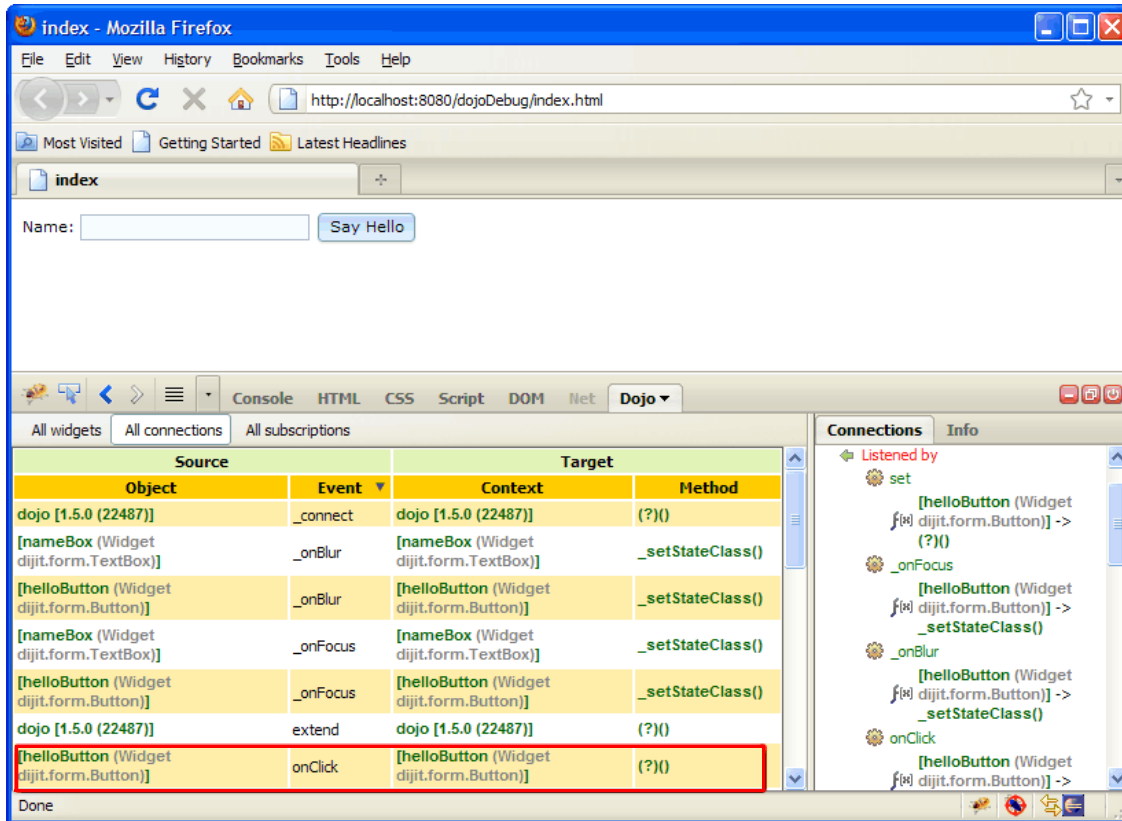 index - Mozilla Firefox
File Edit View History Bookmarks Tools Help
http://localhost:8080/dojoDebug/index.html
Most Visited Getting Started Latest Headlines
index
Name: Say Hello
Console HTML CSS Script DOM Net Dojo
All widgets All connections All subscriptions
Source Target
Object Event Context Method
dojo [1.5.0 (22487)] _connect dojo [1.5.0 (22487)] (?)()
[nameBox (Widget
dijit.form.TextBox)] _onBlur [nameBox (Widget
dijit.form.TextBox)] _setStateClass()
[helloButton (Widget
dijit.form.Button)] _onBlur [helloButton (Widget
dijit.form.Button)] _setStateClass()
[nameBox (Widget
dijit.form.TextBox)] _onFocus [nameBox (Widget
dijit.form.TextBox)] _setStateClass()
[helloButton (Widget
dijit.form.Button)] _onFocus [helloButton (Widget
dijit.form.Button)] _setStateClass()
dojo [1.5.0 (22487)] extend dojo [1.5.0 (22487)] (?)()
[helloButton (Widget
dijit.form.Button)] onClick [helloButton (Widget
dijit.form.Button)] (?)()
Connections Info
Listened by
set
[helloButton (Widget
dijit.form.Button)] ->
(?)()
_onFocus
[helloButton (Widget
dijit.form.Button)] ->
_setStateClass()
_onBlur
[helloButton (Widget
dijit.form.Button)] ->
_setStateClass()
onClick
[helloButton (Widget
dijit.form.Button)] ->
Done